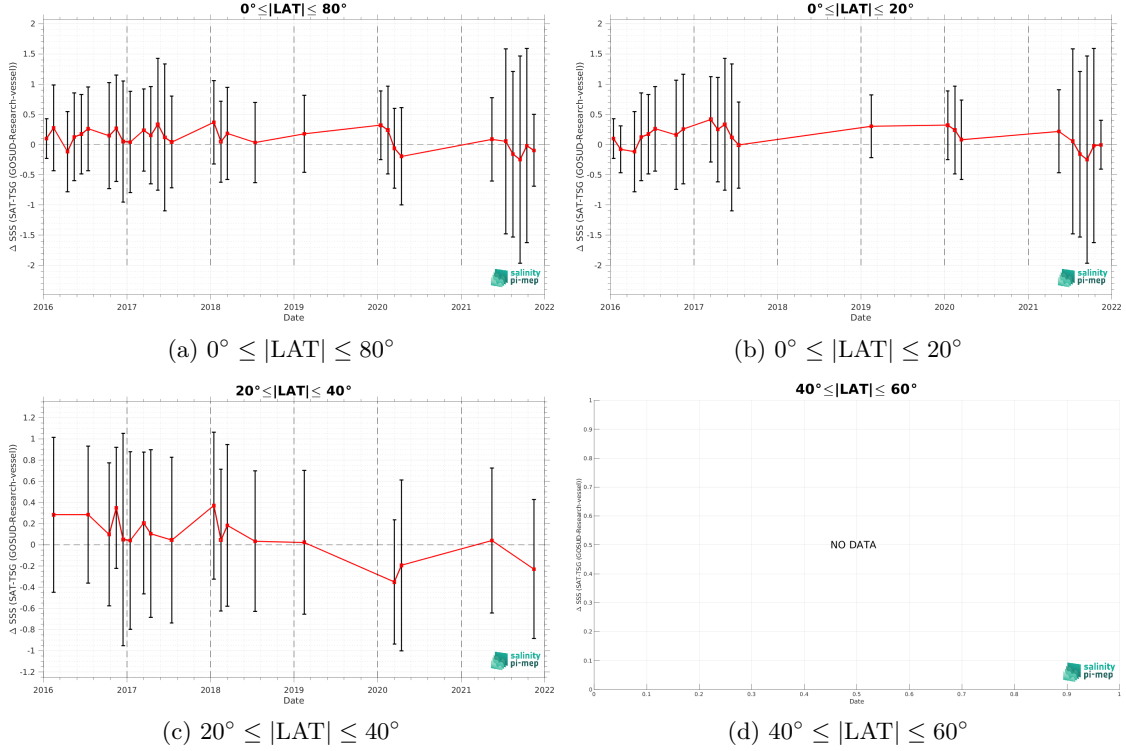 0°≤|LAT|≤ 80°
Δ SSS (SAT-TSG (GOSUD-Research-vessel))
2
1.5
1
0.5
0
-0.5
-1
-1.5
-2
2016 2017 2018 2019 2020 2021 2022
Date
salinity
pi-mep
(a) 0° ≤ |LAT| ≤ 80°
0°≤|LAT|≤ 20°
Δ SSS (SAT-TSG (GOSUD-Research-vessel))
2
1.5
1
0.5
0
-0.5
-1
-1.5
-2
2016 2017 2018 2019 2020 2021 2022
Date
salinity
pi-mep
(b) 0° ≤ |LAT| ≤ 20°
20°≤|LAT|≤ 40°
Δ SSS (SAT-TSG (GOSUD-Research-vessel))
1.2
1
0.8
0.6
0.4
0.2
0
-0.2
-0.4
-0.6
-0.8
-1
-1.2
2016 2017 2018 2019 2020 2021 2022
Date
salinity
pi-mep
(c) 20° ≤ |LAT| ≤ 40°
40°≤|LAT|≤ 60°
Δ SSS (SAT-TSG (GOSUD-Research-vessel))
1
0.9
0.8
0.7
0.6
0.5
0.4
0.3
0.2
0.1
0
NO DATA
0 0.1 0.2 0.3 0.4 0.5 0.6 0.7 0.8 0.9 1
Date
salinity
pi-mep
(d) 40° ≤ |LAT| ≤ 60°